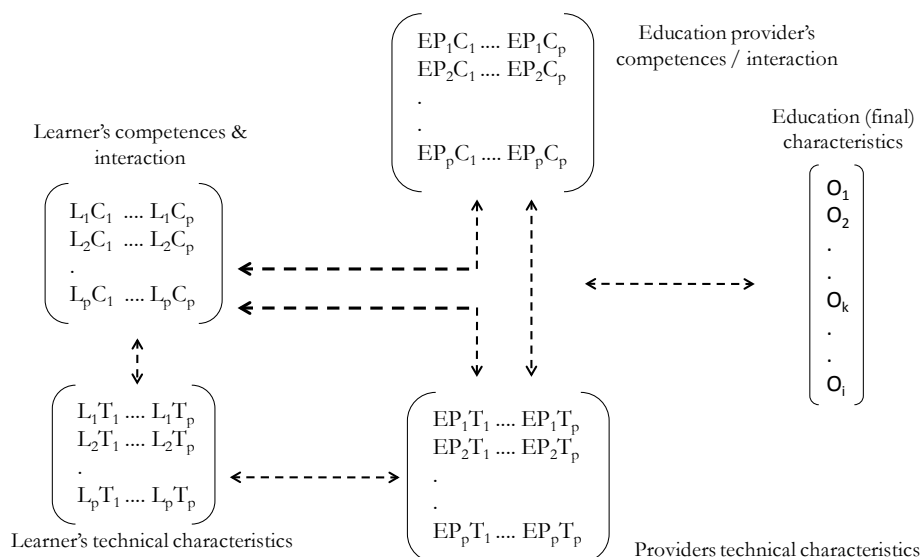 Education provider's
competences / interaction
EP₁C₁ .... EP₁Cₚ
EP₂C₁ .... EP₂Cₚ
.
.
EPₚC₁ .... EPₚCₚ
Learner's competences &
interaction
L₁C₁ .... L₁Cₚ
L₂C₁ .... L₂Cₚ
.
LₚC₁ .... LₚCₚ
Education (final)
characteristics
O₁
O₂
.
.
Oₖ
.
.
Oᵢ
L₁T₁ .... L₁Tₚ
L₂T₁ .... L₂Tₚ
.
LₚT₁ .... LₚTₚ
Learner's technical characteristics
EP₁T₁ .... EP₁Tₚ
EP₂T₁ .... EP₂Tₚ
.
.
EPₚT₁ .... EPₚTₚ
Providers technical characteristics